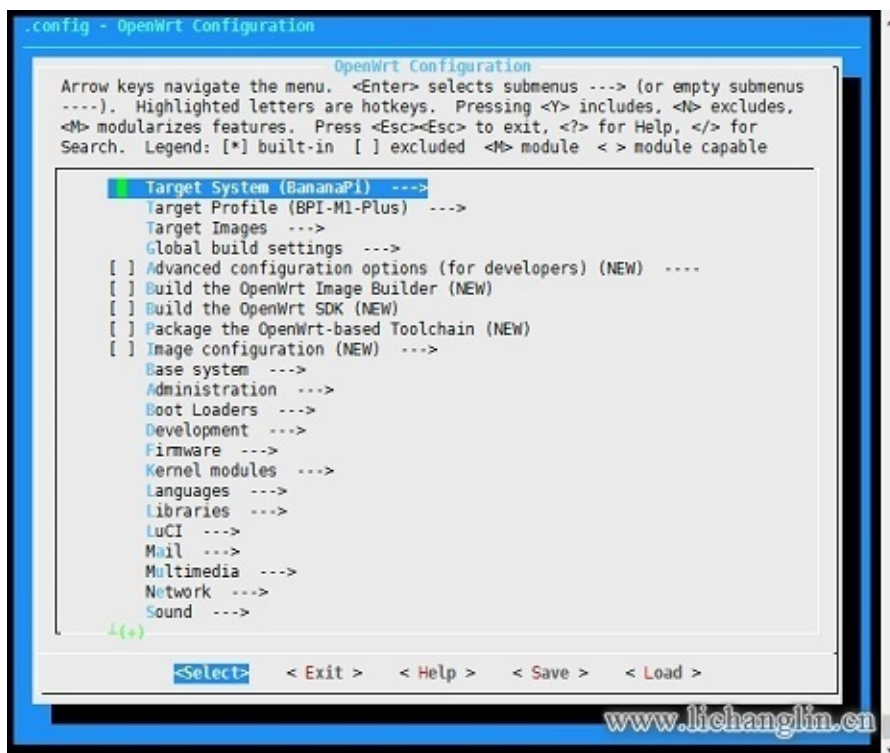 .config - OpenWrt Configuration
OpenWrt Configuration
Arrow keys navigate the menu.  <Enter> selects submenus ---> (or empty submenus
----).  Highlighted letters are hotkeys.  Pressing <Y> includes, <N> excludes,
<M> modularizes features.  Press <Esc><Esc> to exit, <?> for Help, </> for
Search.  Legend: [*] built-in  [ ] excluded  <M> module  < > module capable
Target System (BananaPi)  --->
Target Profile (BPI-M1-Plus)  --->
Target Images  --->
Global build settings  --->
[ ] Advanced configuration options (for developers) (NEW)  ----
[ ] Build the OpenWrt Image Builder (NEW)
[ ] Build the OpenWrt SDK (NEW)
[ ] Package the OpenWrt-based Toolchain (NEW)
[ ] Image configuration (NEW)  --->
Base system  --->
Administration  --->
Boot Loaders  --->
Development  --->
Firmware  --->
Kernel modules  --->
Languages  --->
Libraries  --->
LuCI  --->
Mail  --->
Multimedia  --->
Network  --->
Sound  --->
┴(+)
<Select>    < Exit >    < Help >    < Save >    < Load >
www.lichanglin.cn